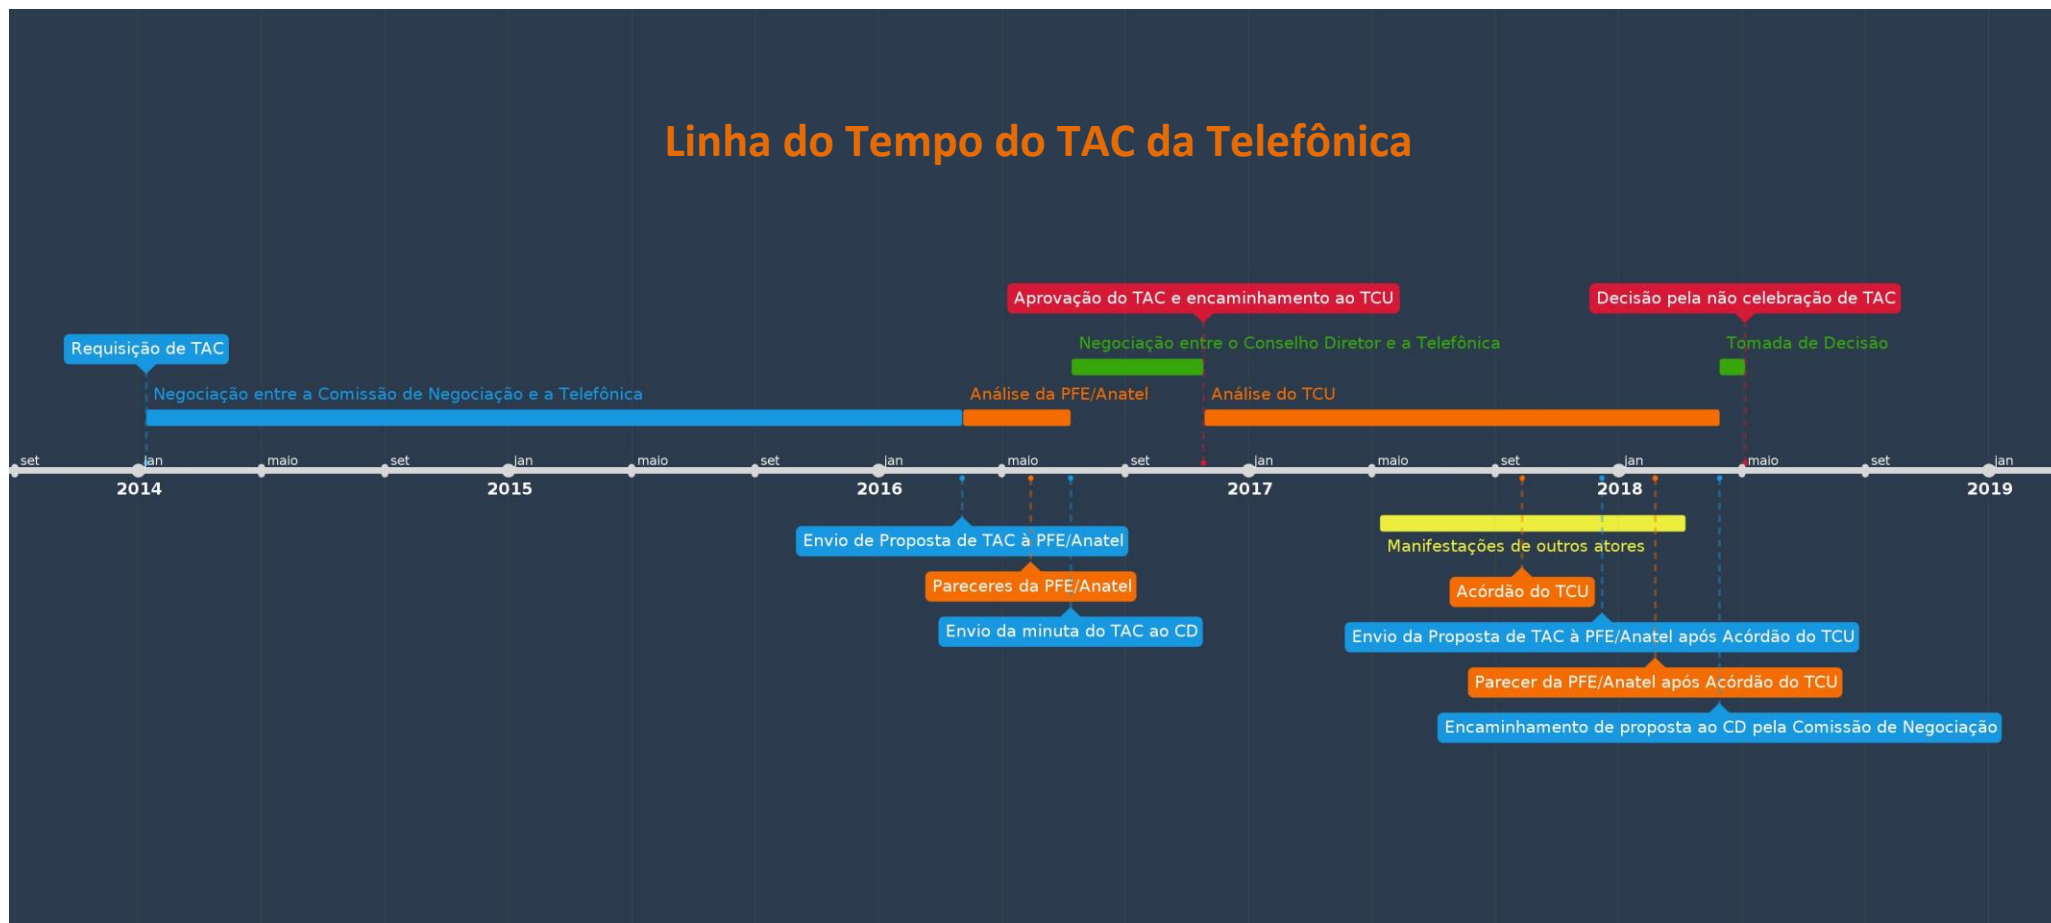 Linha do Tempo do TAC da Telefônica
Aprovação do TAC e encaminhamento ao TCU
Decisão pela não celebração de TAC
Requisição de TAC
Negociação entre o Conselho Diretor e a Telefônica
Tomada de Decisão
Negociação entre a Comissão de Negociação e a Telefônica
Análise da PFE/Anatel
Análise do TCU
set jan maio set jan maio set jan maio set jan maio set jan maio set jan
2014 2015 2016 2017 2018 2019
Envio de Proposta de TAC à PFE/Anatel
Manifestações de outros atores
Pareceres da PFE/Anatel
Acórdão do TCU
Envio da minuta do TAC ao CD
Envio da Proposta de TAC à PFE/Anatel após Acórdão do TCU
Parecer da PFE/Anatel após Acórdão do TCU
Encaminhamento de proposta ao CD pela Comissão de Negociação